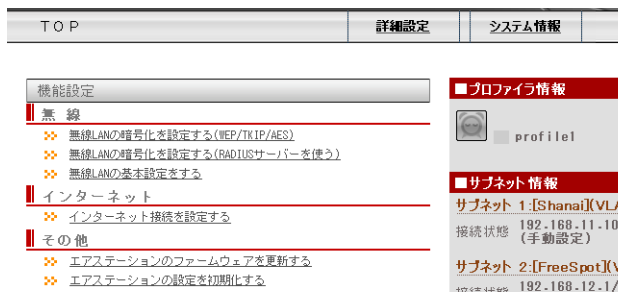 TOP
詳細設定
システム情報
機能設定
無 線
無線LANの暗号化を設定する(WEP/TKIP/AES)
無線LANの暗号化を設定する(RADIUSサーバーを使う)
無線LANの基本設定をする
インターネット
インターネット接続を設定する
その他
エアステーションのファームウェアを更新する
エアステーションの設定を初期化する
■プロファイラ情報
profile1
■サブネット情報
サブネット 1:[Shanai](VLA
接続状態 192.168.11.10
(手動設定)
サブネット 2:[FreeSpot](V
接続状態 192.168.12.1/